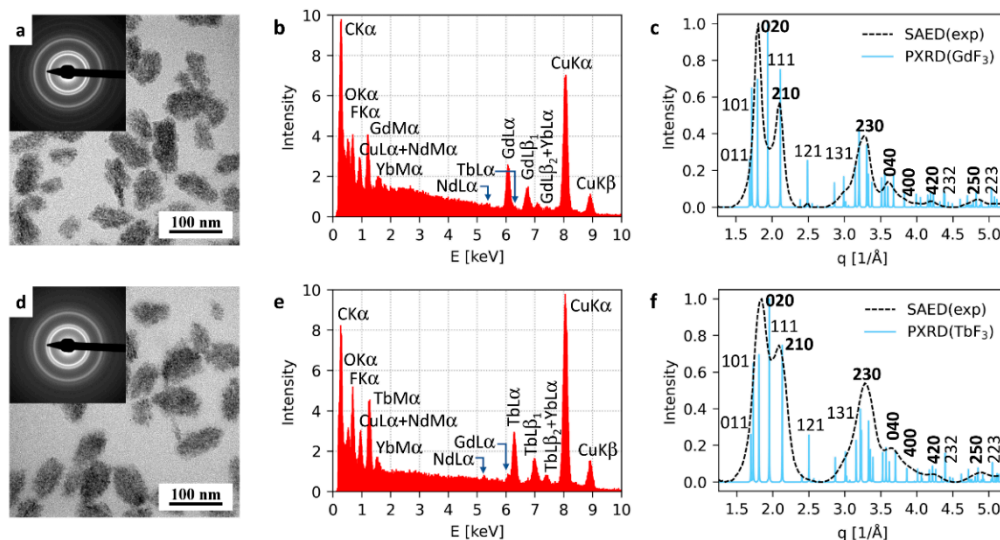 a
100 nm
b
Intensity
10
8
6
4
2
0
CKα
OKα
FKα
GdMα
CuLα+NdMα
YbMα
NdLα
TbLα
GdLα
GdLβ1
GdLβ2+YbLα
CuKα
CuKβ
0 1 2 3 4 5 6 7 8 9 10
E [keV]
c
Intensity
1.0
0.8
0.6
0.4
0.2
0.0
SAED(exp)
PXRD(GdF3)
011
101
020
111
210
121
131
230
040
400
420
232
250
223
1.5 2.0 2.5 3.0 3.5 4.0 4.5 5.0
q [1/Å]
d
100 nm
e
Intensity
10
8
6
4
2
0
CKα
OKα
FKα
TbMα
CuLα+NdMα
YbMα
NdLα
GdLα
TbLα
TbLβ1
TbLβ2+YbLα
CuKα
CuKβ
0 1 2 3 4 5 6 7 8 9 10
E [keV]
f
Intensity
1.0
0.8
0.6
0.4
0.2
0.0
SAED(exp)
PXRD(TbF3)
011
101
020
111
210
121
131
230
040
400
420
232
250
223
1.5 2.0 2.5 3.0 3.5 4.0 4.5 5.0
q [1/Å]